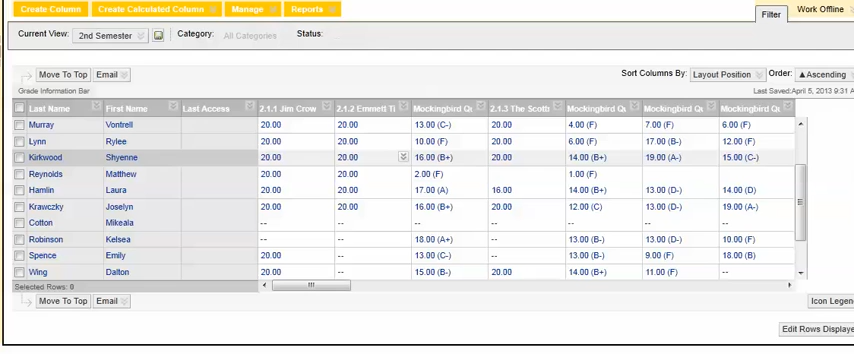 Create Column Create Calculated Column Manage Reports
Filter Work Offline
Current View: 2nd Semester Category: All Categories Status:
Move To Top Email Sort Columns By: Layout Position Order: ▲Ascending
Grade Information Bar Last Saved:April 5, 2013 9:31 A
Last Name First Name Last Access 2.1.1 Jim Crow 2.1.2 Emmett Ti Mockingbird Qu 2.1.3 The Scotts Mockingbird Qu Mockingbird Qu Mockingbird Qu
Murray Vontrell 20.00 20.00 13.00 (C-) 20.00 4.00 (F) 7.00 (F) 6.00 (F)
Lynn Rylee 20.00 20.00 10.00 (F) 20.00 6.00 (F) 17.00 (B-) 12.00 (F)
Kirkwood Shyenne 20.00 20.00 16.00 (B+) 20.00 14.00 (B+) 19.00 (A-) 15.00 (C-)
Reynolds Matthew 20.00 20.00 2.00 (F) 1.00 (F)
Hamlin Laura 20.00 20.00 17.00 (A) 16.00 14.00 (B+) 13.00 (D-) 14.00 (D)
Krawczky Joselyn 20.00 20.00 16.00 (B+) 20.00 12.00 (C) 13.00 (D-) 19.00 (A-)
Cotton Mikeala -- -- -- -- -- -- --
Robinson Kelsea -- -- 18.00 (A+) -- 13.00 (B-) 13.00 (D-) 10.00 (F)
Spence Emily 20.00 -- 13.00 (C-) -- 13.00 (B-) 9.00 (F) 18.00 (B)
Wing Dalton 20.00 -- 15.00 (B-) 20.00 14.00 (B+) 11.00 (F) --
Selected Rows: 0
Move To Top Email Icon Legen
Edit Rows Displaye